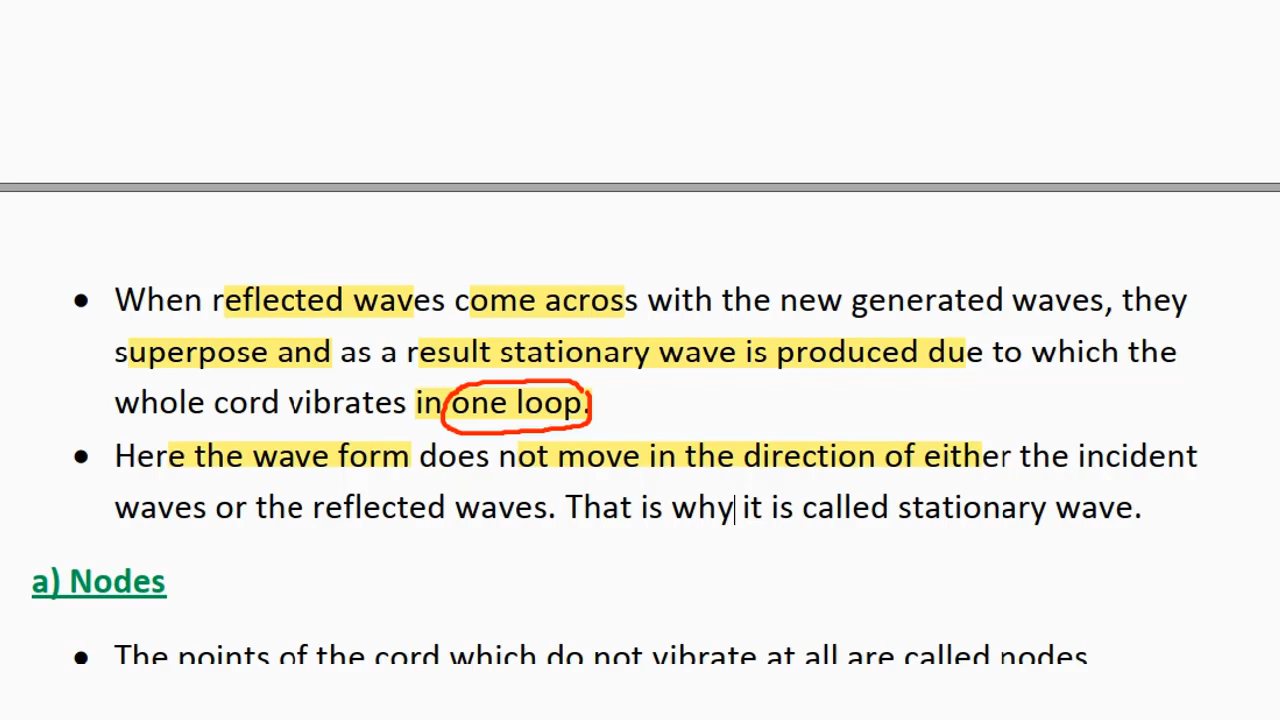 • When reflected waves come across with the new generated waves, they
superpose and as a result stationary wave is produced due to which the
whole cord vibrates in one loop.
• Here the wave form does not move in the direction of either the incident
waves or the reflected waves. That is why it is called stationary wave.
a) Nodes
• The points of the cord which do not vibrate at all are called nodes